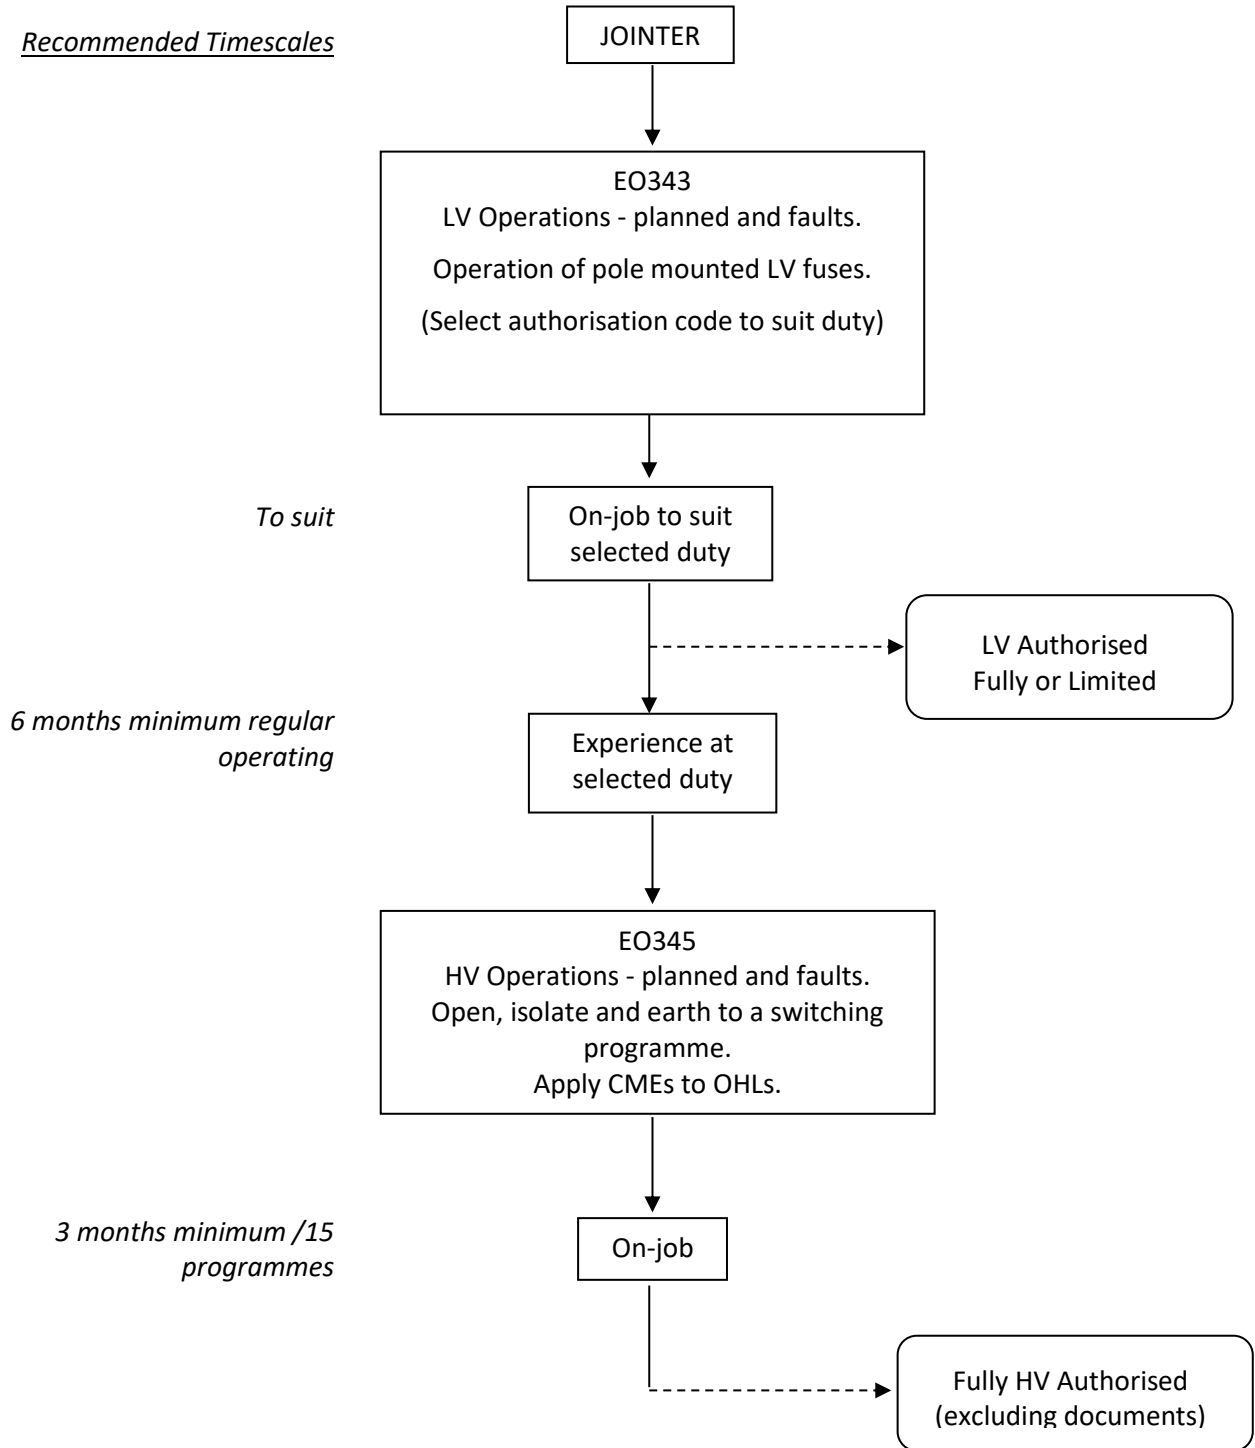 Recommended Timescales
JOINTER
EO343
LV Operations - planned and faults.
Operation of pole mounted LV fuses.
(Select authorisation code to suit duty)
To suit
On-job to suit
selected duty
LV Authorised
Fully or Limited
6 months minimum regular
operating
Experience at
selected duty
EO345
HV Operations - planned and faults.
Open, isolate and earth to a switching
programme.
Apply CMEs to OHLs.
3 months minimum /15
programmes
On-job
Fully HV Authorised
(excluding documents)